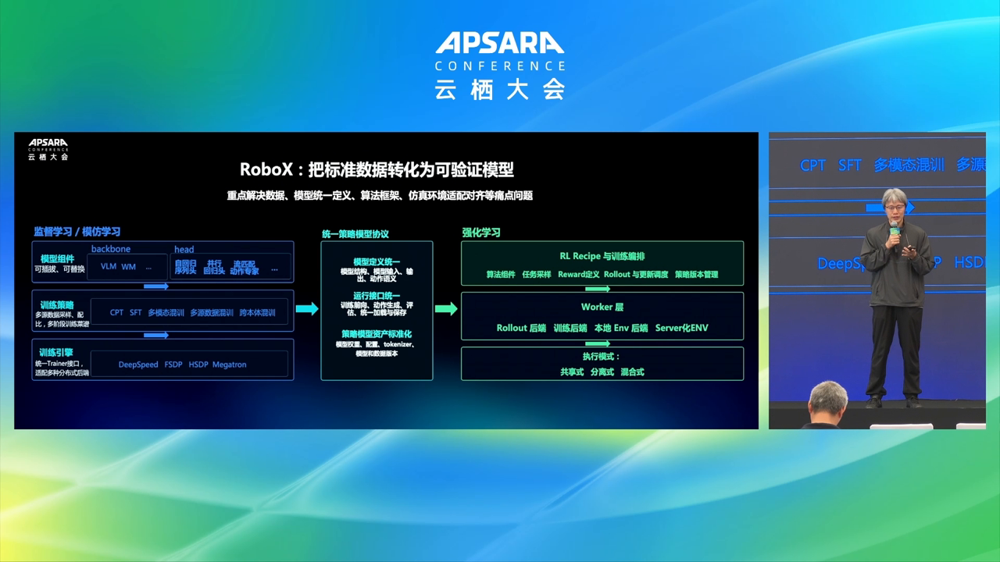 APSARA
CONFERENCE
云栖大会
APSARA
CONFERENCE
云栖大会
RoboX：把标准数据转化为可验证模型
重点解决数据、模型统一定义、算法框架、仿真环境适配对齐等痛点问题
监督学习 / 模仿学习
模型组件
可插拔、可替换
backbone
VLM WM ...
head
自回归
序列头
并行
回归头
流匹配
动作专家
...
训练策略
多源数据采样、配
比，多阶段训练菜谱
CPT SFT 多模态混训 多源数据混训 跨本体混训
训练引擎
统一Trainer接口，
适配多种分布式后端
DeepSpeed FSDP HSDP Megatron
统一策略模型协议
模型定义统一
模型结构、模型输入、输
出、动作语义
运行接口统一
训练前向、动作生成、评
估、统一加载与保存
策略模型资产标准化
模型权重、配置、tokenizer、
模型和数据版本
强化学习
RL Recipe 与训练编排
算法组件 任务采样 Reward定义 Rollout 与更新调度 策略版本管理
Worker 层
Rollout 后端 训练后端 本地 Env 后端 Server化ENV
执行模式：
共享式 分离式 混合式
CPT SFT 多模态混训 多源
DeepSp P HSD